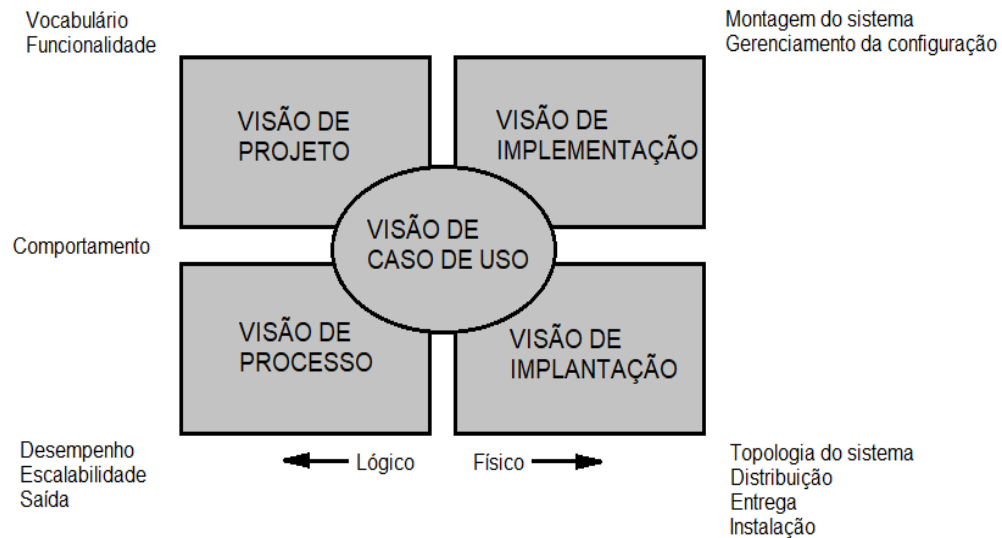 Vocabulário
Funcionalidade
Montagem do sistema
Gerenciamento da configuração
VISÃO DE
PROJETO
VISÃO DE
IMPLEMENTAÇÃO
Comportamento
VISÃO DE
CASO DE USO
VISÃO DE
PROCESSO
VISÃO DE
IMPLANTAÇÃO
Desempenho
Escalabilidade
Saída
Lógico
Físico
Topologia do sistema
Distribuição
Entrega
Instalação